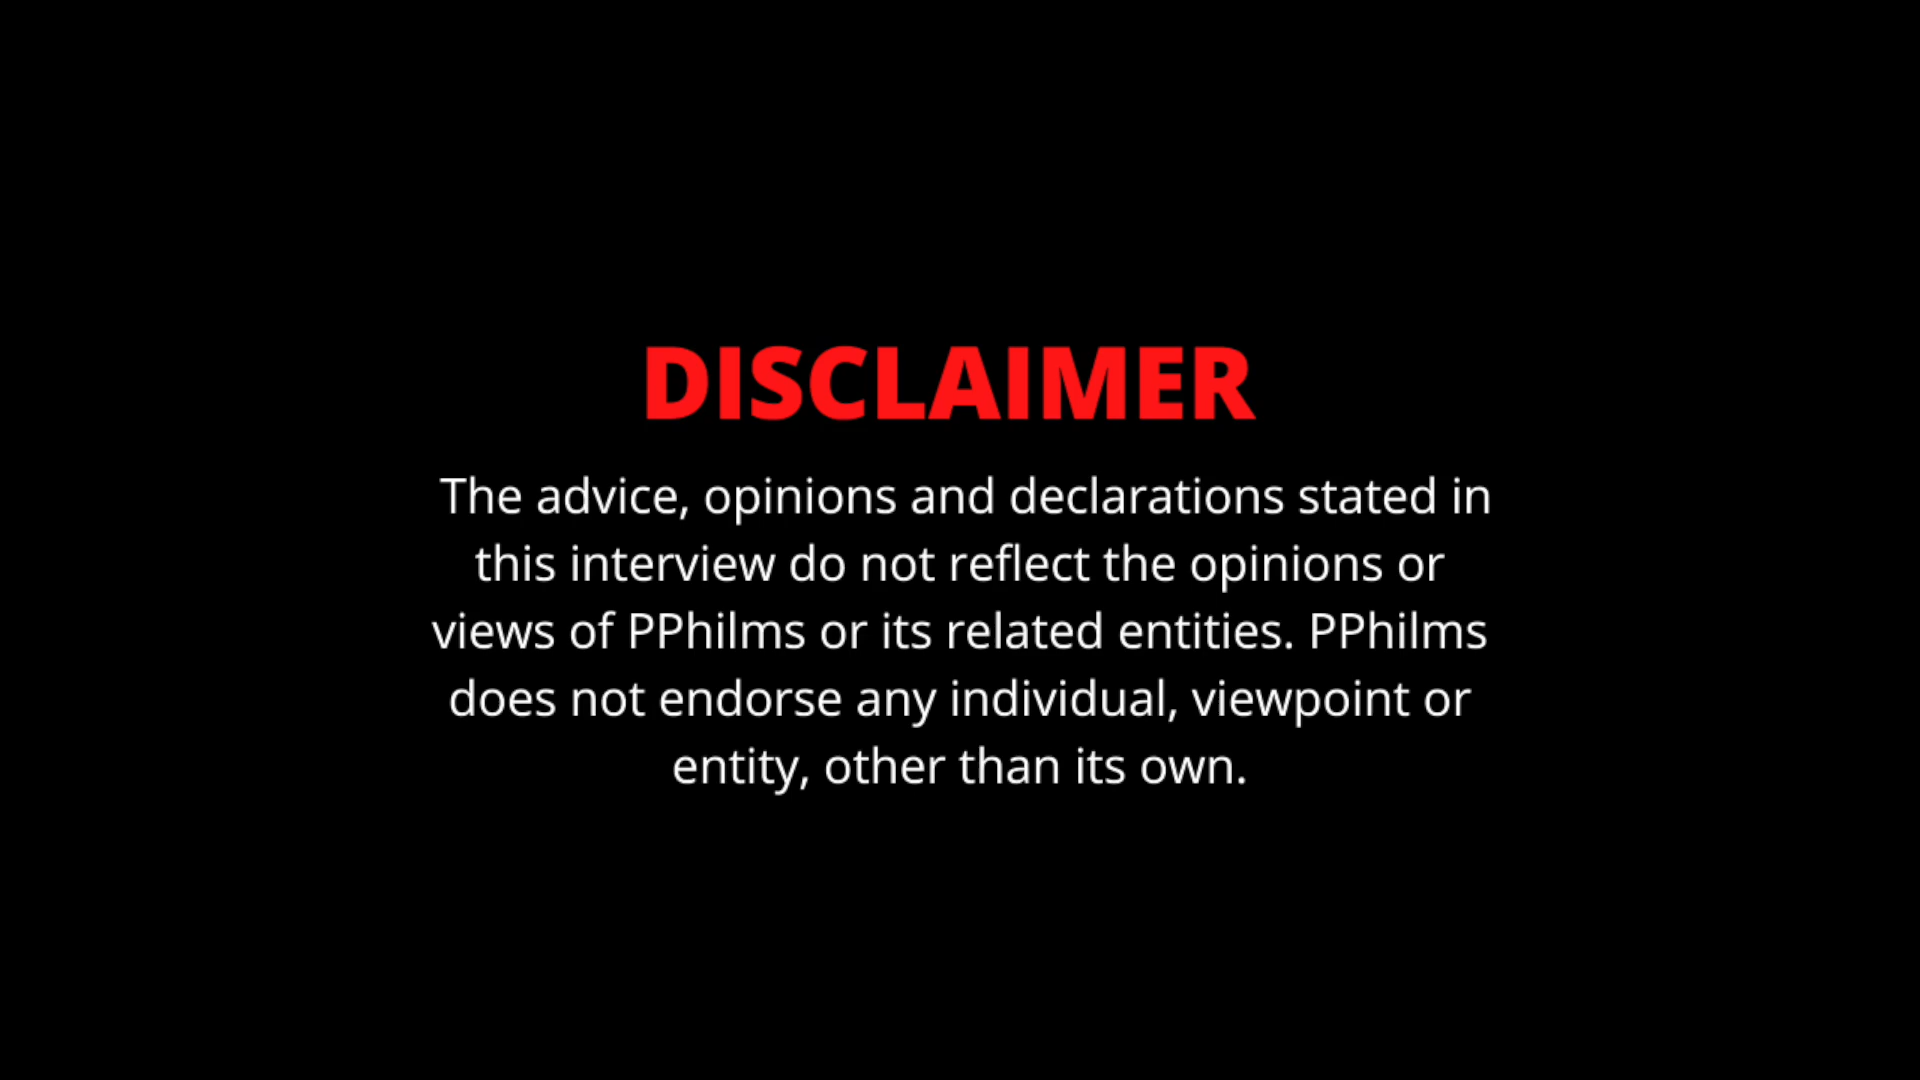 DISCLAIMER
The advice, opinions and declarations stated in
this interview do not reflect the opinions or
views of PPhilms or its related entities. PPhilms
does not endorse any individual, viewpoint or
entity, other than its own.